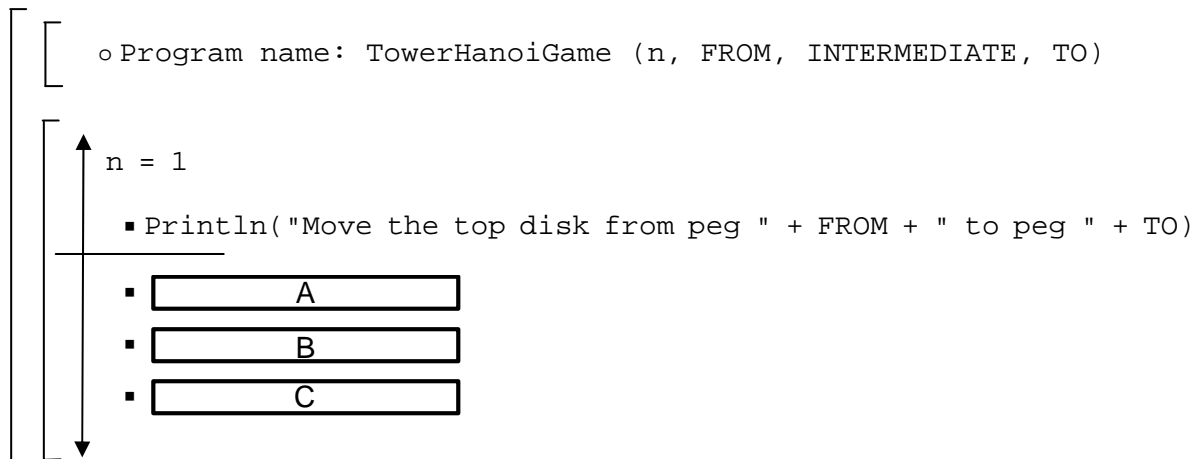 ○ Program name: TowerHanoiGame (n, FROM, INTERMEDIATE, TO)
n = 1
▪ Println("Move the top disk from peg " + FROM + " to peg " + TO)
▪ A
▪ B
▪ C